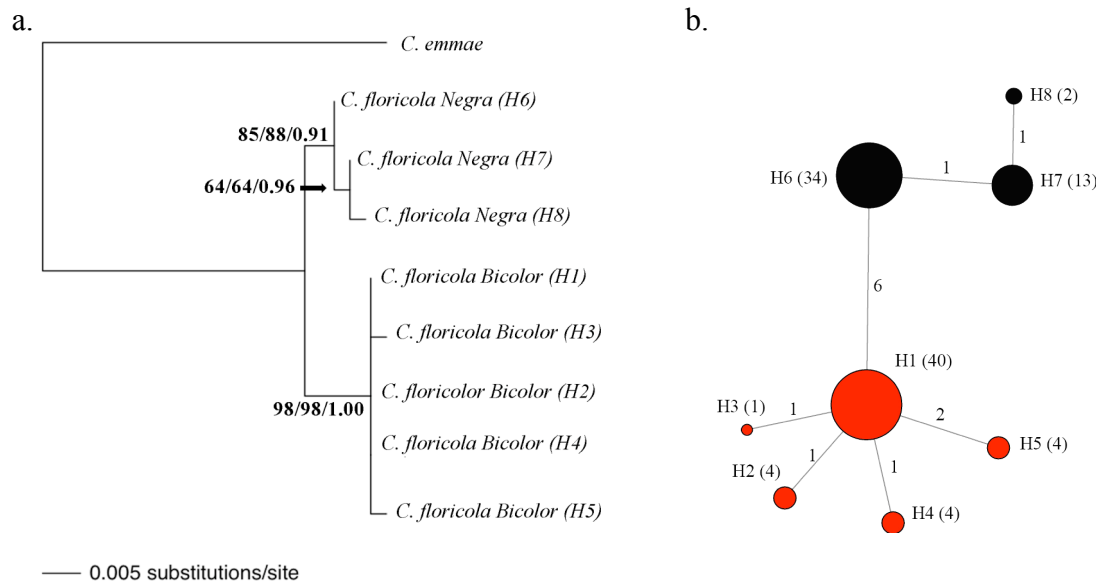 a.
C. emmae
C. floricola Negra (H6)
85/88/0.91
C. floricola Negra (H7)
64/64/0.96
C. floricola Negra (H8)
C. floricola Bicolor (H1)
C. floricola Bicolor (H3)
C. floricolor Bicolor (H2)
98/98/1.00
C. floricola Bicolor (H4)
C. floricola Bicolor (H5)
0.005 substitutions/site
b.
H8 (2)
1
H6 (34)
1
H7 (13)
6
H1 (40)
H3 (1)
1
2
H5 (4)
1
H2 (4)
1
H4 (4)